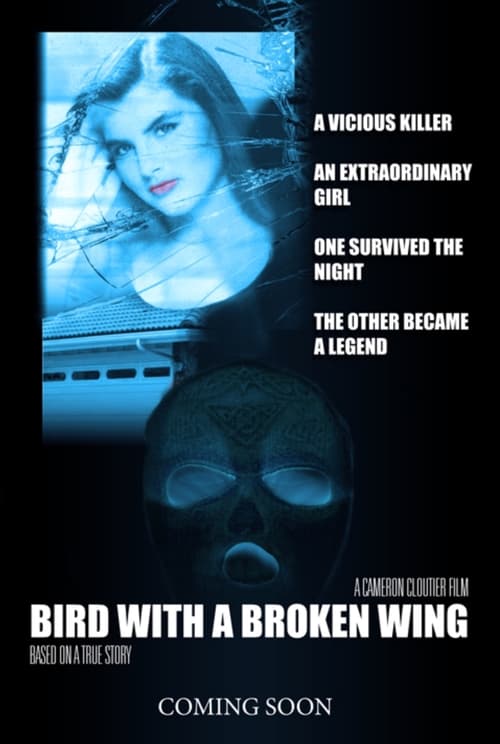 A VICIOUS KILLER
AN EXTRAORDINARY
GIRL
ONE SURVIVED THE
NIGHT
THE OTHER BECAME
A LEGEND
A CAMERON CLOUTIER FILM
BIRD WITH A BROKEN WING
BASED ON A TRUE STORY
COMING SOON